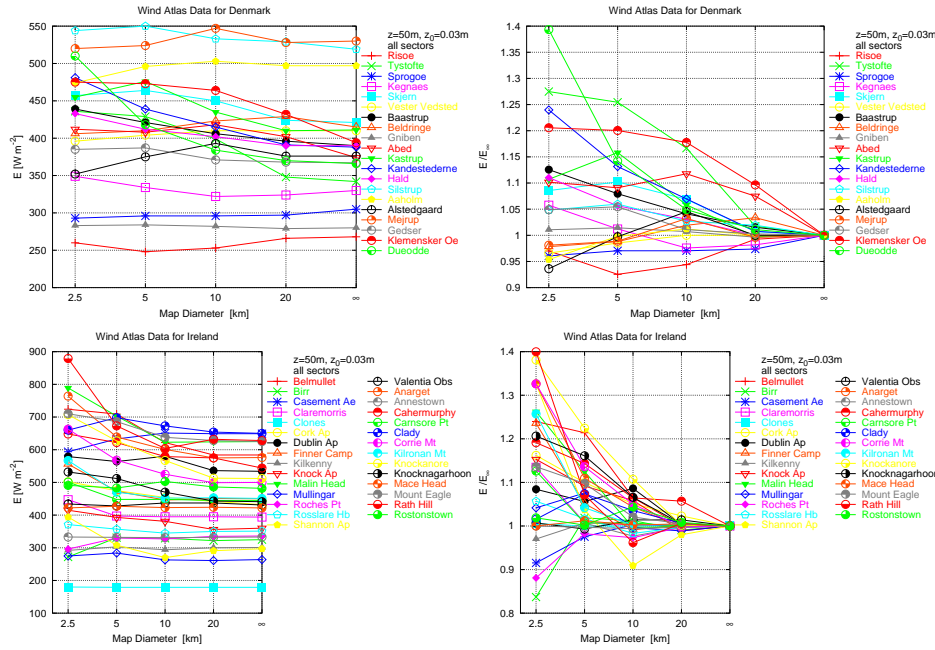 Wind Atlas Data for Denmark
E [W m-2]
550
500
450
400
350
300
250
200
2.5 5 10 20 ∞
Map Diameter [km]
z=50m, z0=0.03m
all sectors
Risoe
Tystofte
Sprogoe
Kegnaes
Skjern
Vester Vedsted
Baastrup
Beldringe
Gniben
Abed
Kastrup
Kandestederne
Hald
Silstrup
Aaholm
Alstedgaard
Mejrup
Gedser
Klemensker Oe
Dueodde
Wind Atlas Data for Denmark
E /E∞
1.4
1.35
1.3
1.25
1.2
1.15
1.1
1.05
1
0.95
0.9
2.5 5 10 20 ∞
Map Diameter [km]
z=50m, z0=0.03m
all sectors
Risoe
Tystofte
Sprogoe
Kegnaes
Skjern
Vester Vedsted
Baastrup
Beldringe
Gniben
Abed
Kastrup
Kandestederne
Hald
Silstrup
Aaholm
Alstedgaard
Mejrup
Gedser
Klemensker Oe
Dueodde
Wind Atlas Data for Ireland
E [W m-2]
900
800
700
600
500
400
300
200
100
2.5 5 10 20 ∞
Map Diameter [km]
z=50m, z0=0.03m
all sectors
Belmullet
Birr
Casement Ae
Claremorris
Clones
Cork Ap
Dublin Ap
Finner Camp
Kilkenny
Knock Ap
Malin Head
Mullingar
Roches Pt
Rosslare Hb
Shannon Ap
Valentia Obs
Anarget
Annestown
Cahermurphy
Carnsore Pt
Clady
Corrie Mt
Kilronan Mt
Knockanore
Knocknagarhoon
Mace Head
Mount Eagle
Rath Hill
Rostonstown
Wind Atlas Data for Ireland
E /E∞
1.4
1.3
1.2
1.1
1
0.9
0.8
2.5 5 10 20 ∞
Map Diameter [km]
z=50m, z0=0.03m
all sectors
Belmullet
Birr
Casement Ae
Claremorris
Clones
Cork Ap
Dublin Ap
Finner Camp
Kilkenny
Knock Ap
Malin Head
Mullingar
Roches Pt
Rosslare Hb
Shannon Ap
Valentia Obs
Anarget
Annestown
Cahermurphy
Carnsore Pt
Clady
Corrie Mt
Kilronan Mt
Knockanore
Knocknagarhoon
Mace Head
Mount Eagle
Rath Hill
Rostonstown